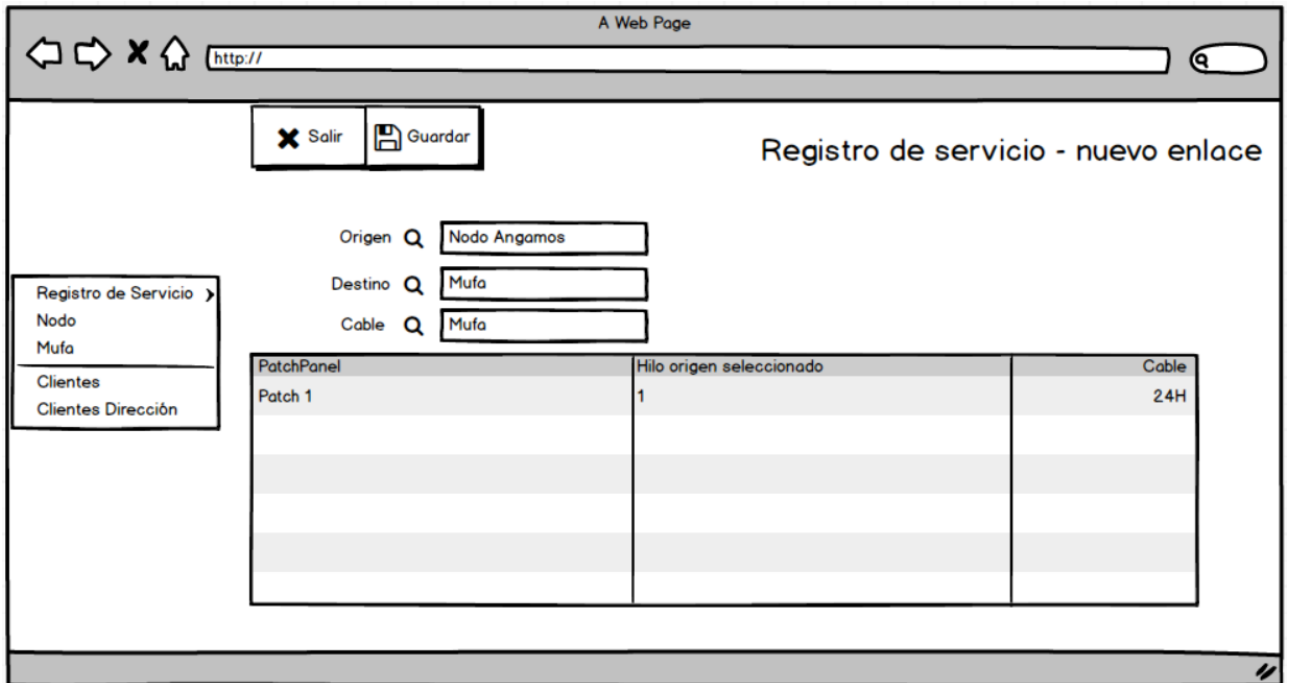 A Web Page
http://
Salir
Guardar
Registro de servicio - nuevo enlace
Origen
Nodo Angamos
Destino
Mufa
Cable
Mufa
Registro de Servicio
Nodo
Mufa
Clientes
Clientes Dirección
PatchPanel Hilo origen seleccionado Cable
Patch 1 1 24H